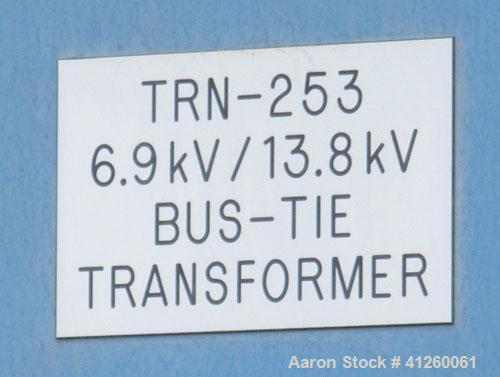 TRN-253
6.9kV/13.8kV
BUS-TIE
TRANSFORMER
Aaron Stock # 41260061